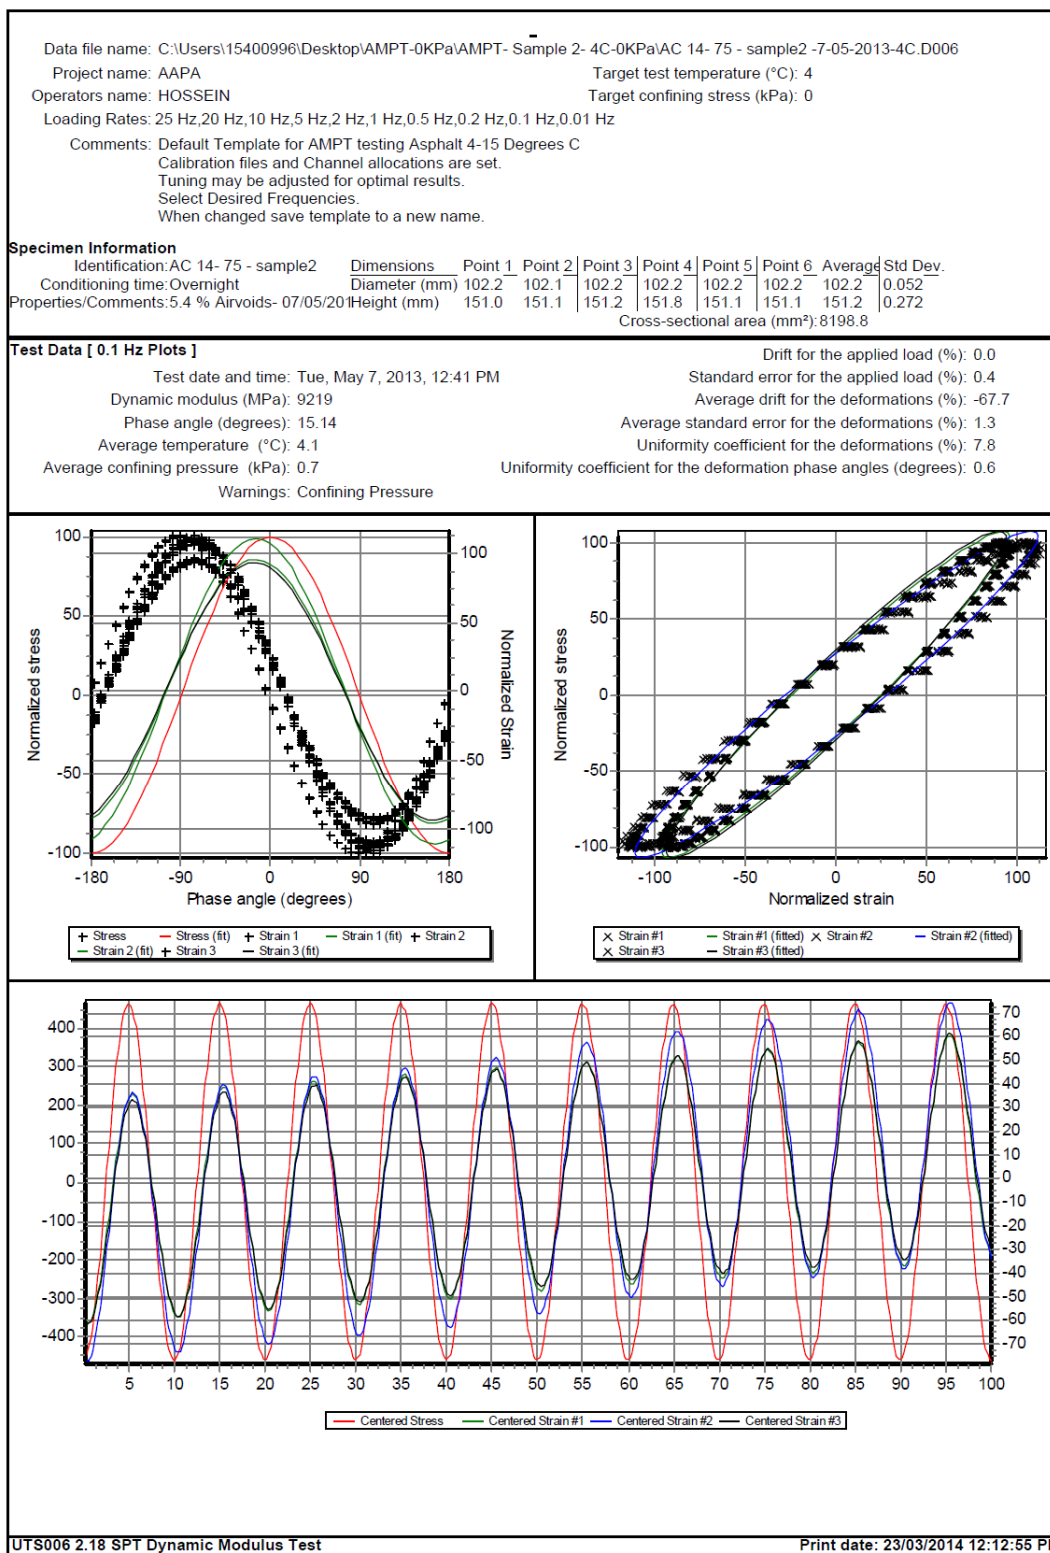 Data file name: C:\Users\15400996\Desktop\AMPT-0KPa\AMPT- Sample 2- 4C-0KPa\AC 14- 75 - sample2 -7-05-2013-4C.D006
Project name: AAPA Target test temperature (°C): 4
Operators name: HOSSEIN Target confining stress (kPa): 0
Loading Rates: 25 Hz,20 Hz,10 Hz,5 Hz,2 Hz,1 Hz,0.5 Hz,0.2 Hz,0.1 Hz,0.01 Hz
Comments: Default Template for AMPT testing Asphalt 4-15 Degrees C
Calibration files and Channel allocations are set.
Tuning may be adjusted for optimal results.
Select Desired Frequencies.
When changed save template to a new name.
Specimen Information
Identification: AC 14- 75 - sample2 Dimensions Point 1 Point 2 Point 3 Point 4 Point 5 Point 6 Average Std Dev.
Conditioning time: Overnight Diameter (mm) 102.2 102.1 102.2 102.2 102.2 102.2 102.2 0.052
Properties/Comments: 5.4 % Airvoids- 07/05/201 Height (mm) 151.0 151.1 151.2 151.8 151.1 151.1 151.2 0.272
Cross-sectional area (mm²): 8198.8
Test Data [ 0.1 Hz Plots ] Drift for the applied load (%): 0.0
Test date and time: Tue, May 7, 2013, 12:41 PM Standard error for the applied load (%): 0.4
Dynamic modulus (MPa): 9219 Average drift for the deformations (%): -67.7
Phase angle (degrees): 15.14 Average standard error for the deformations (%): 1.3
Average temperature (°C): 4.1 Uniformity coefficient for the deformations (%): 7.8
Average confining pressure (kPa): 0.7 Uniformity coefficient for the deformation phase angles (degrees): 0.6
Warnings: Confining Pressure
100
50
0
-50
-100
Normalized stress
100
50
0
-50
-100
Normalized Strain
-180 -90 0 90 180
Phase angle (degrees)
Stress Stress (fit) Strain 1 Strain 1 (fit) Strain 2
Strain 2 (fit) Strain 3 Strain 3 (fit)
100
50
0
-50
-100
Normalized stress
-100 -50 0 50 100
Normalized strain
Strain #1 Strain #1 (fitted) Strain #2 Strain #2 (fitted)
Strain #3 Strain #3 (fitted)
400
300
200
100
0
-100
-200
-300
-400
70
60
50
40
30
20
10
0
-10
-20
-30
-40
-50
-60
-70
5 10 15 20 25 30 35 40 45 50 55 60 65 70 75 80 85 90 95 100
Centered Stress Centered Strain #1 Centered Strain #2 Centered Strain #3
UTS006 2.18 SPT Dynamic Modulus Test Print date: 23/03/2014 12:12:55 P